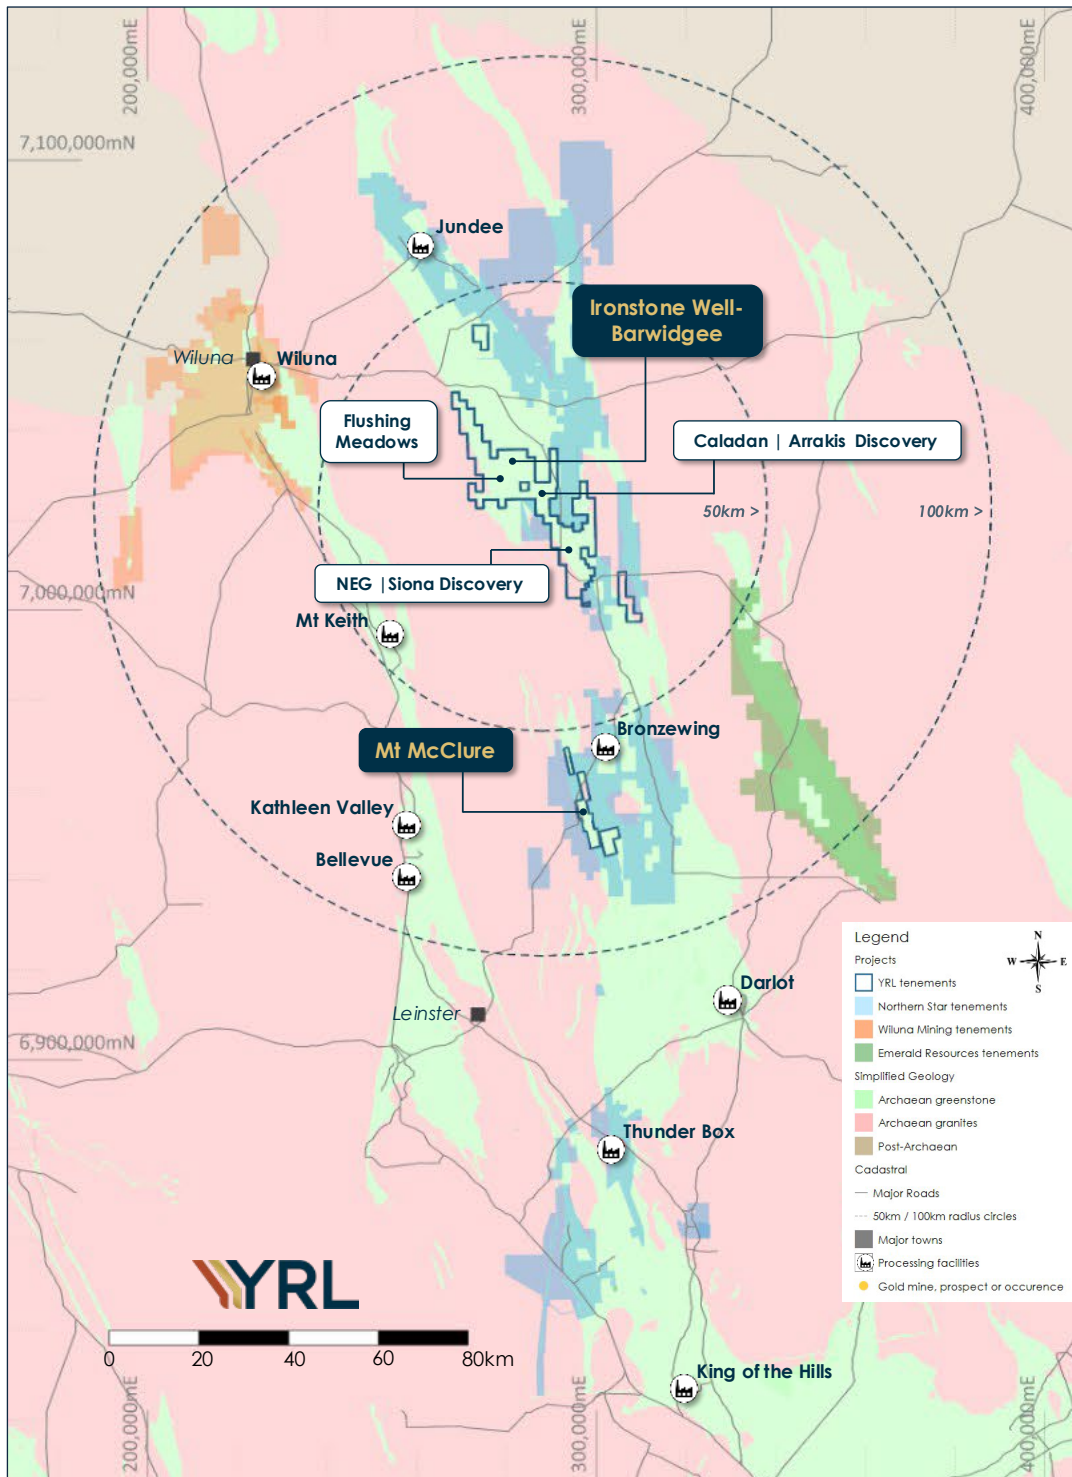 200,000mE
300,000mE
400,000mE
7,100,000mN
Jundee
Ironstone Well-
Barwidgee
Wiluna
Wiluna
Flushing
Meadows
Caladan | Arrakis Discovery
50km >
100km >
NEG |Siona Discovery
7,000,000mN
Mt Keith
Bronzewing
Mt McClure
Kathleen Valley
Bellevue
Darlot
Leinster
6,900,000mN
Thunder Box
King of the Hills
Legend
N
W
E
S
Projects
YRL tenements
Northern Star tenements
Wiluna Mining tenements
Emerald Resources tenements
Simplified Geology
Archaean greenstone
Archaean granites
Post-Archaean
Cadastral
Major Roads
50km / 100km radius circles
Major towns
Processing facilities
Gold mine, prospect or occurence
YRL
0 20 40 60 80km
200,000mE
300,000mE
400,000mE